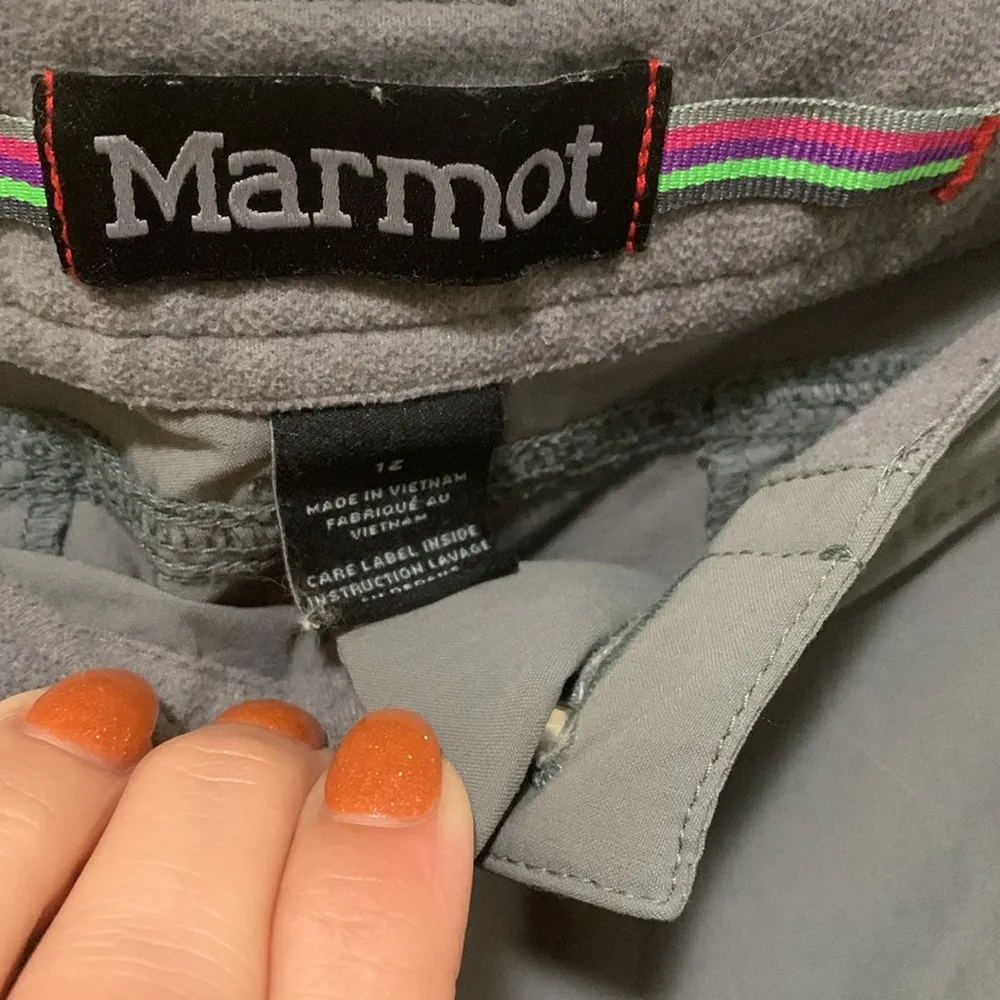 Marmot
12
MADE IN VIETNAM
FABRIQUÉ AU
VIETNAM
CARE LABEL INSIDE
INSTRUCTION LAVAGE